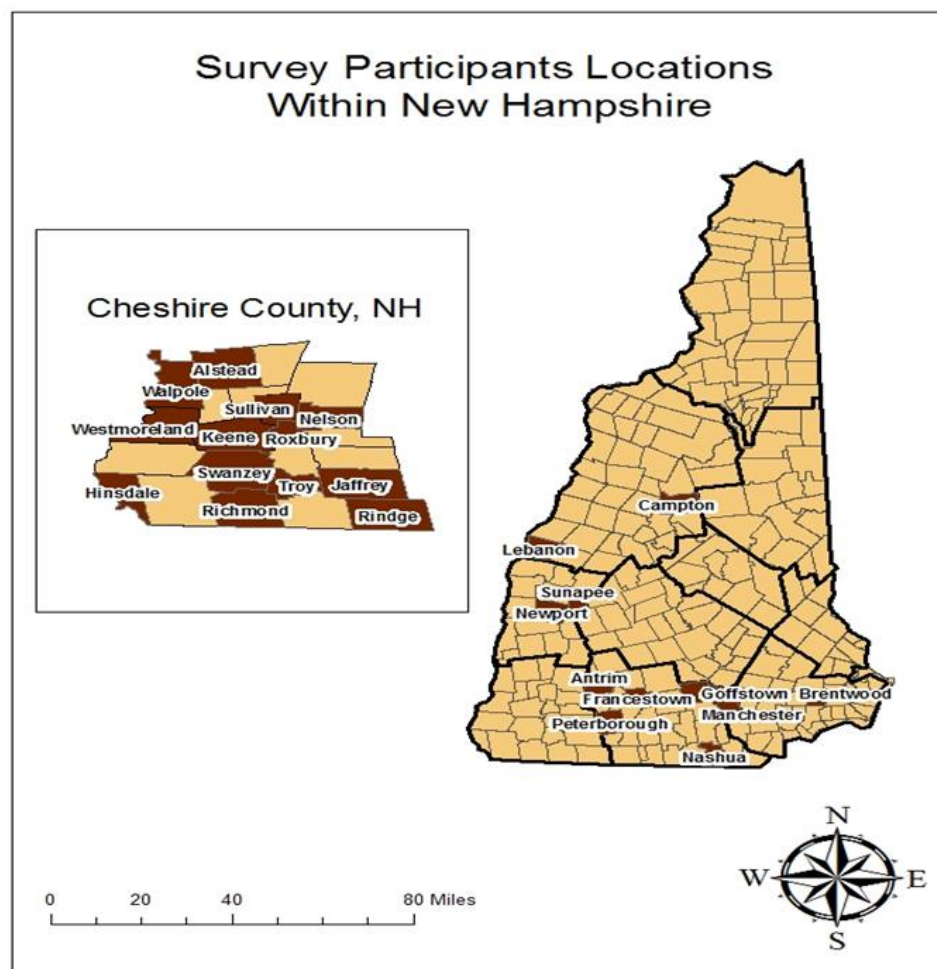 Survey Participants Locations
Within New Hampshire
Cheshire County, NH
Alstead
Walpole
Sullivan
Nelson
Westmoreland
Keene
Roxbury
Swanzey
Troy
Jaffrey
Hinsdale
Richmond
Rindge
Campton
Lebanon
Sunapee
Newport
Antrim
Francestown
Goffstown
Brentwood
Peterborough
Manchester
Nashua
0 20 40 80 Miles
N
W E
S